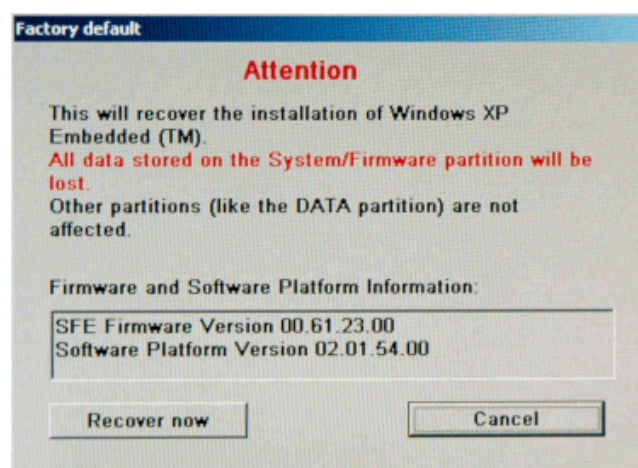 Factory default
Attention
This will recover the installation of Windows XP
Embedded (TM).
All data stored on the System/Firmware partition will be
lost.
Other partitions (like the DATA partition) are not
affected.
Firmware and Software Platform Information:
SFE Firmware Version 00.61.23.00
Software Platform Version 02.01.54.00
Recover now
Cancel